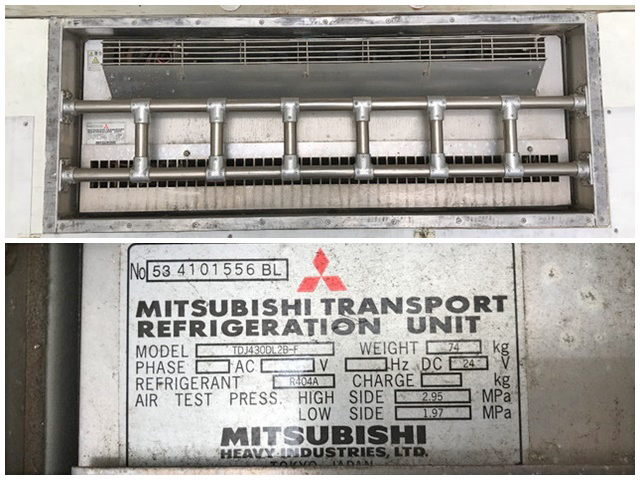 No 53 4101556 BL
MITSUBISHI TRANSPORT
REFRIGERATION UNIT
MODEL TDJ430DL2B-F WEIGHT 74 kg
PHASE AC V Hz DC 24 V
REFRIGERANT R404A CHARGE kg
AIR TEST PRESS. HIGH SIDE 2.95 MPa
LOW SIDE 1.97 MPa
MITSUBISHI
HEAVY INDUSTRIES, LTD.
TOKYO JAPAN